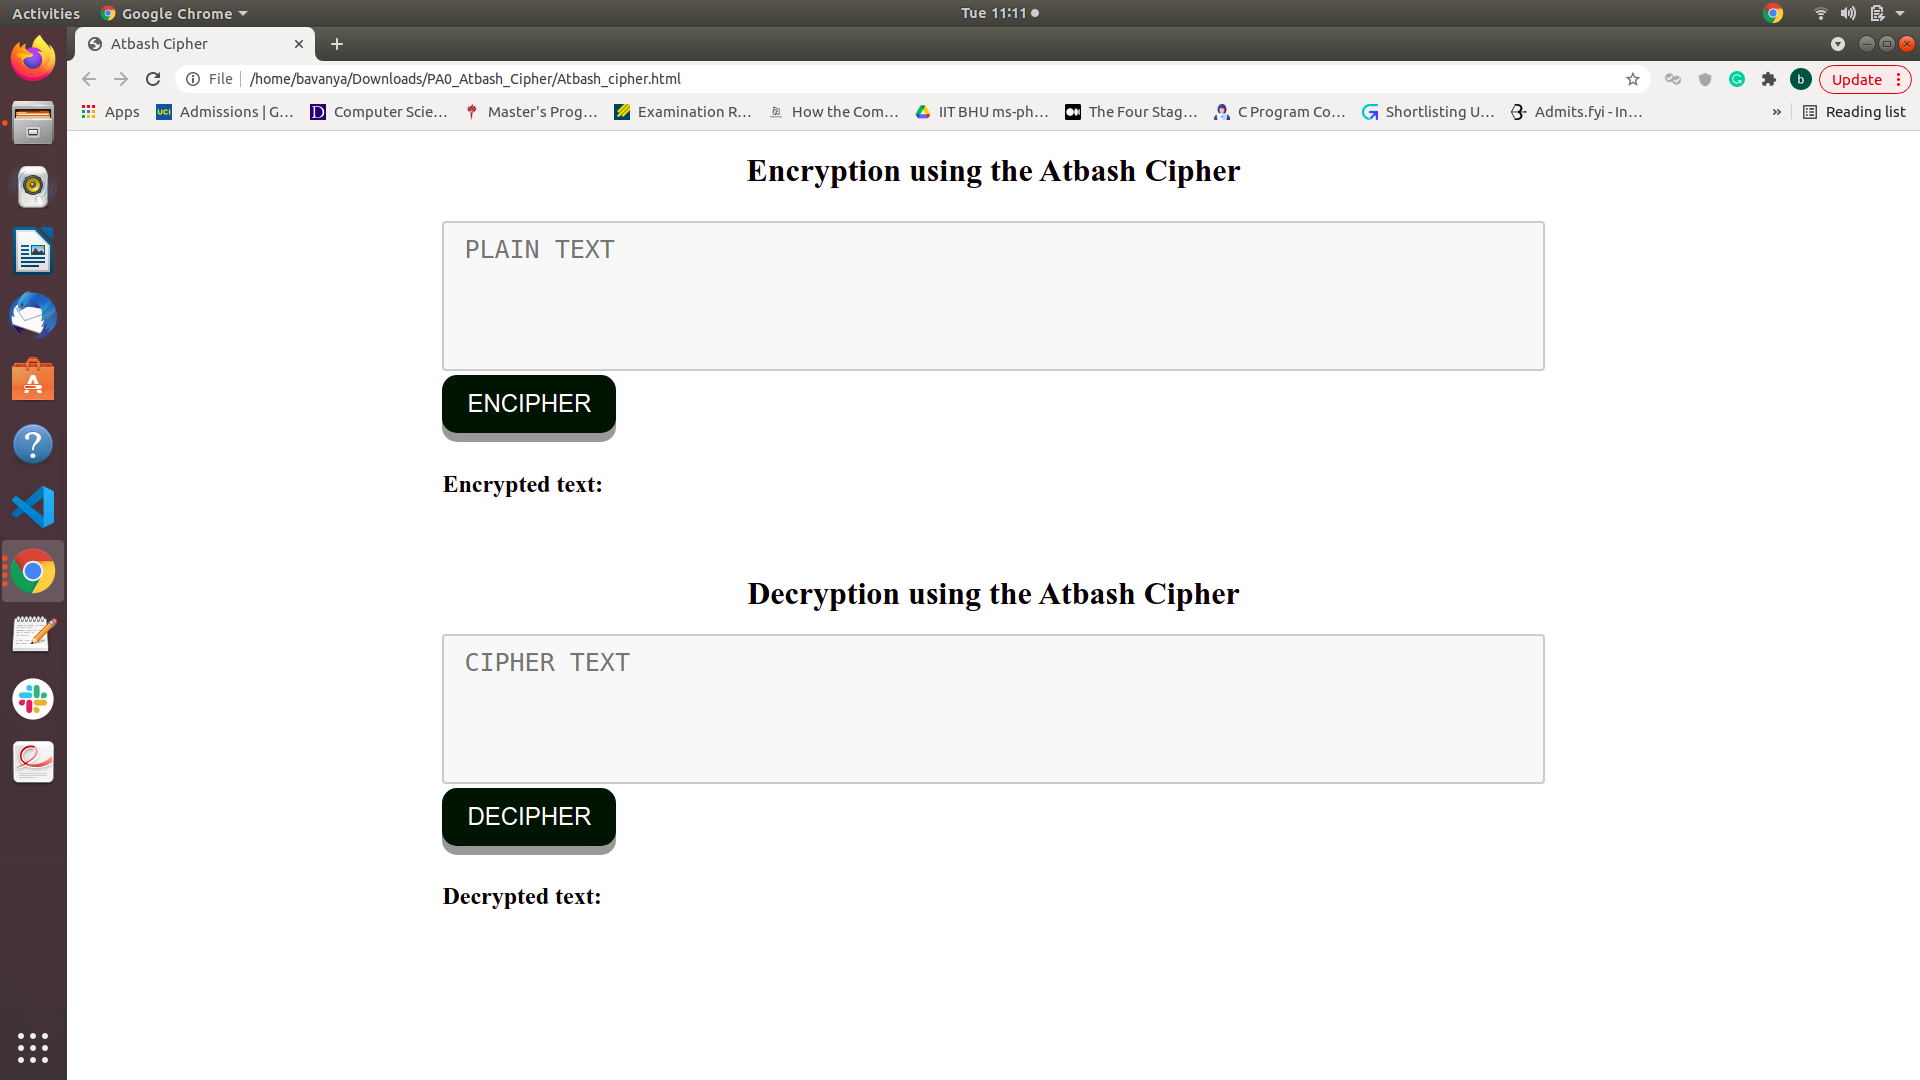 Activities Google Chrome Tue 11:11
Atbash Cipher
File /home/bavanya/Downloads/PA0_Atbash_Cipher/Atbash_cipher.html b Update
Apps UCI Admissions | G... D Computer Scie... Master's Prog... Examination R... How the Com... IIT BHU ms-ph... The Four Stag... C Program Co... Shortlisting U... Admits.fyi - In... » Reading list
Encryption using the Atbash Cipher
PLAIN TEXT
ENCIPHER
Encrypted text:
Decryption using the Atbash Cipher
CIPHER TEXT
DECIPHER
Decrypted text: